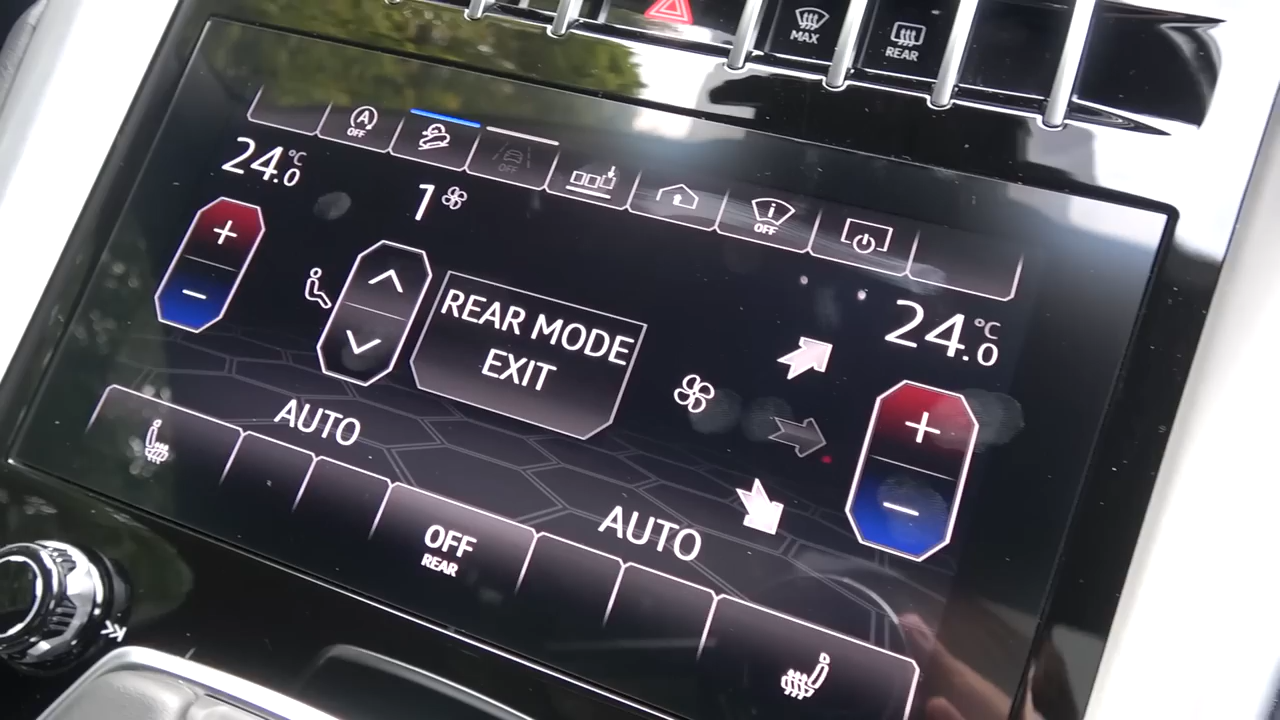 MAX
REAR
A
OFF
OFF
OFF
24.0 °C
1
24.0 °C
+
−
REAR MODE
EXIT
+
−
AUTO
AUTO
OFF
REAR